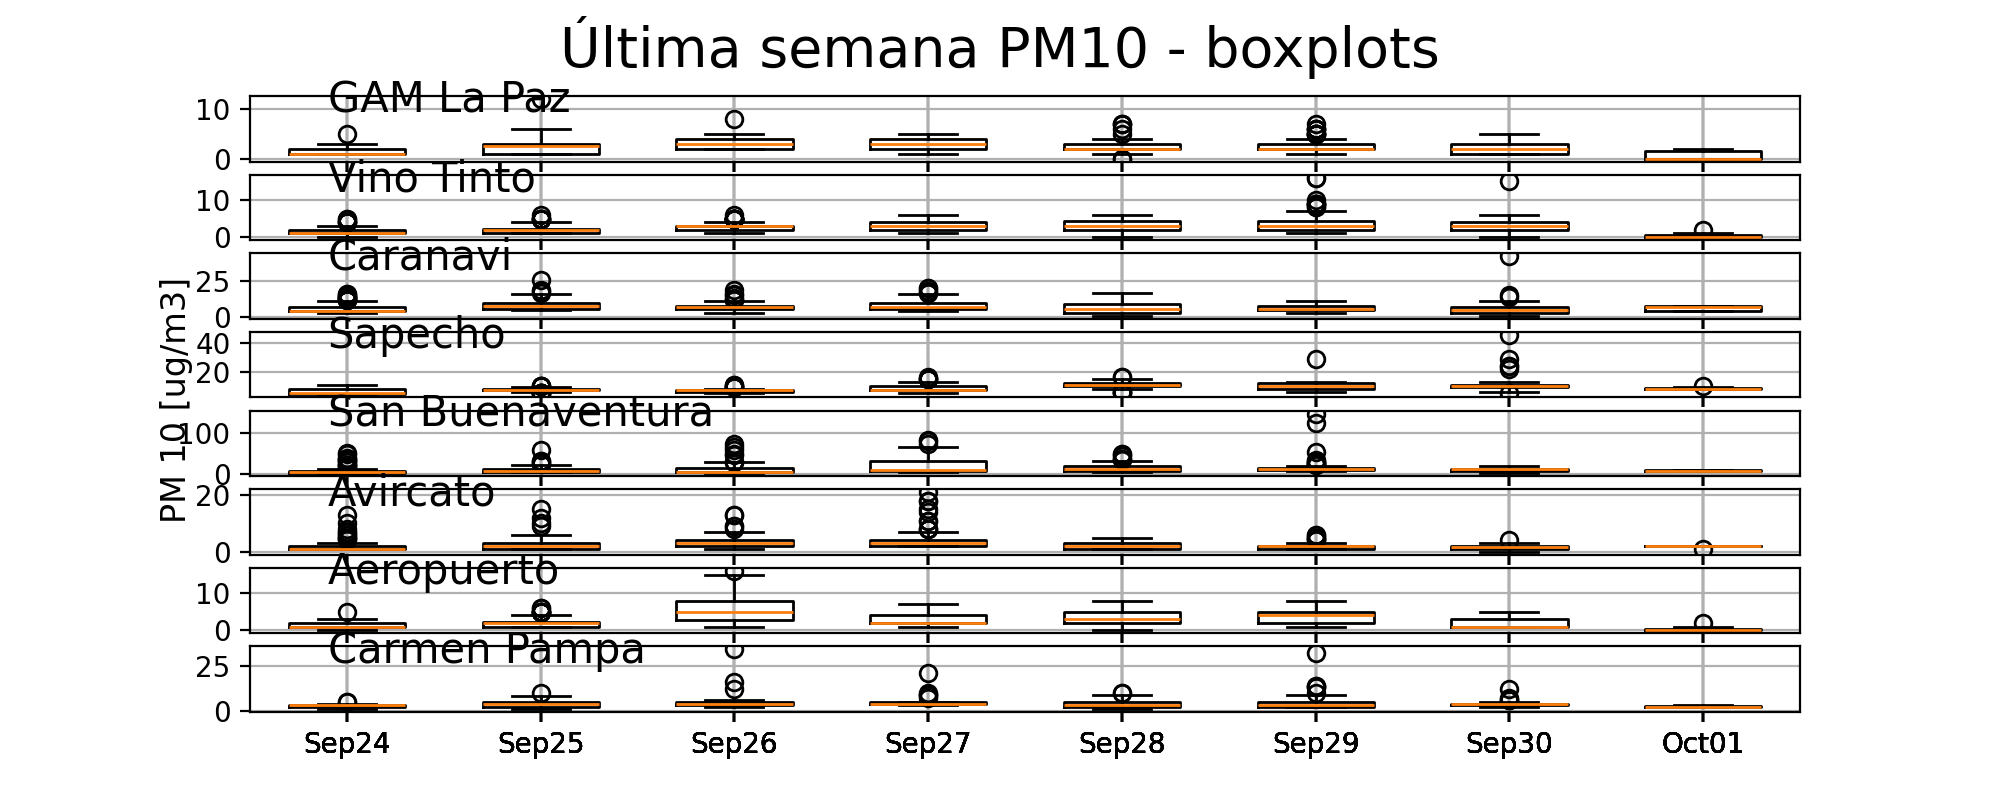 Última semana PM10 - boxplots
GAM La Paz
10
0
Vino Tinto
10
0
Caranavi
25
0
Sapecho
40
20
San Buenaventura
100
0
Avircato
20
0
Aeropuerto
10
0
Carmen Pampa
25
0
PM 10 [ug/m3]
Sep24 Sep25 Sep26 Sep27 Sep28 Sep29 Sep30 Oct01